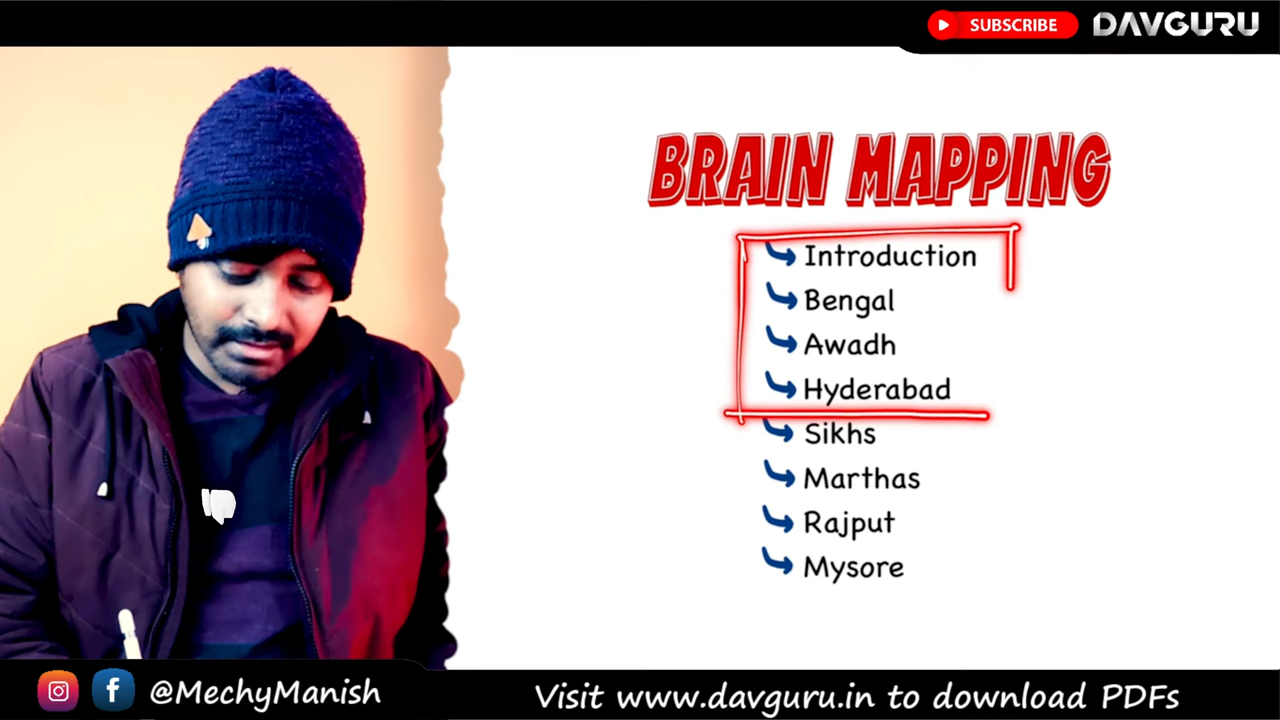 SUBSCRIBE DAVGURU
BRAIN MAPPING
Introduction
Bengal
Awadh
Hyderabad
Sikhs
Marthas
Rajput
Mysore
@MechyManish
Visit www.davguru.in to download PDFs